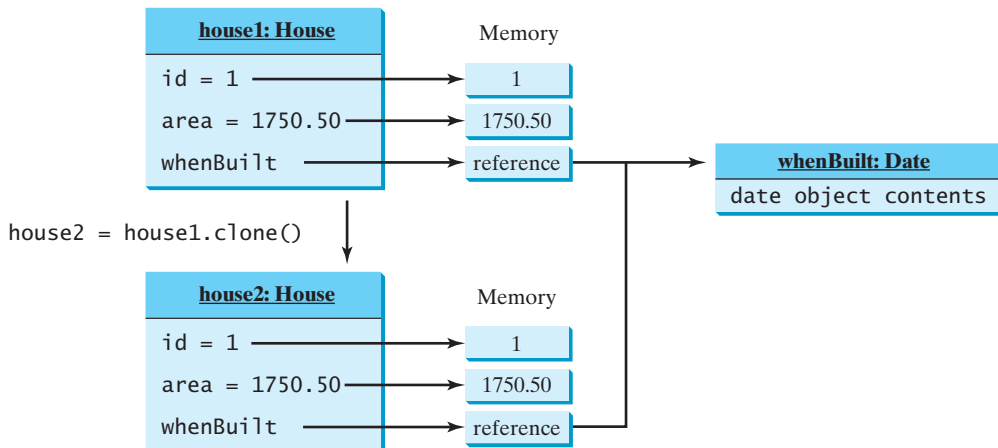 house1: House
Memory
id = 1
1
area = 1750.50
1750.50
whenBuilt
reference
whenBuilt: Date
date object contents
house2 = house1.clone()
house2: House
Memory
id = 1
1
area = 1750.50
1750.50
whenBuilt
reference